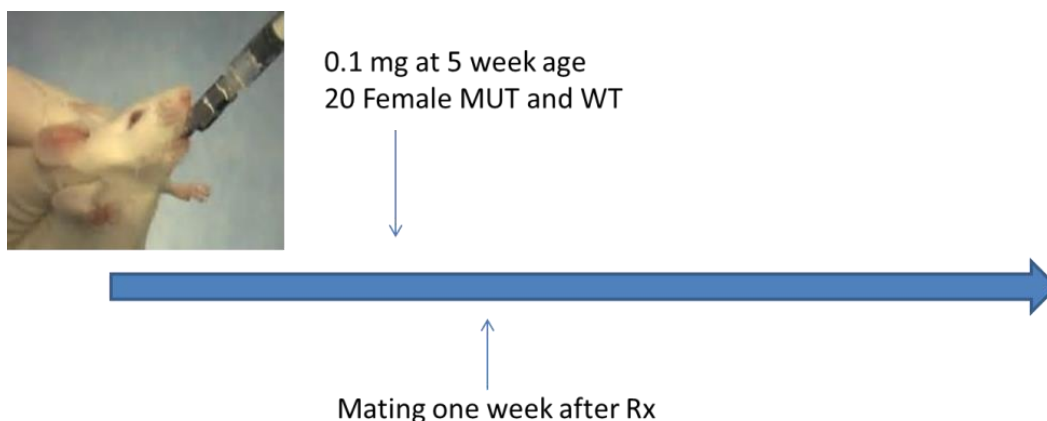 0.1 mg at 5 week age
20 Female MUT and WT
Mating one week after Rx